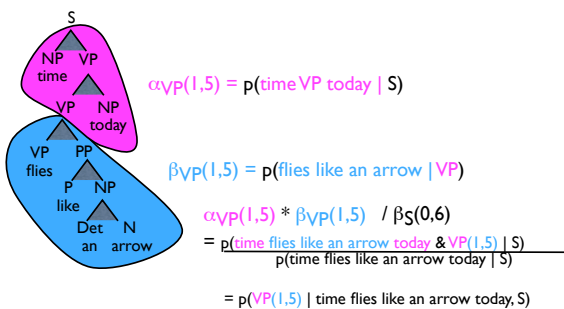 S
NP VP
time
VP NP
today
VP PP
flies
P NP
like
Det N
an arrow
αVP(1,5) = p(time VP today | S)
βVP(1,5) = p(flies like an arrow | VP)
αVP(1,5) * βVP(1,5) / βS(0,6)
= p(time flies like an arrow today & VP(1,5) | S)
p(time flies like an arrow today | S)
= p(VP(1,5) | time flies like an arrow today, S)